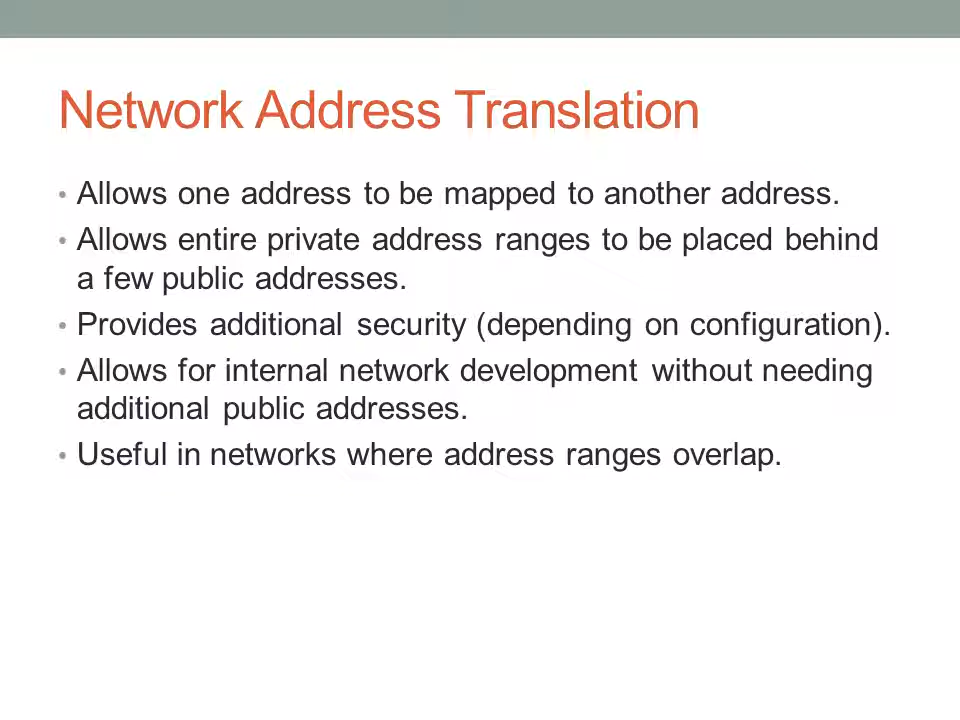 Network Address Translation
• Allows one address to be mapped to another address.
• Allows entire private address ranges to be placed behind
a few public addresses.
• Provides additional security (depending on configuration).
• Allows for internal network development without needing
additional public addresses.
• Useful in networks where address ranges overlap.